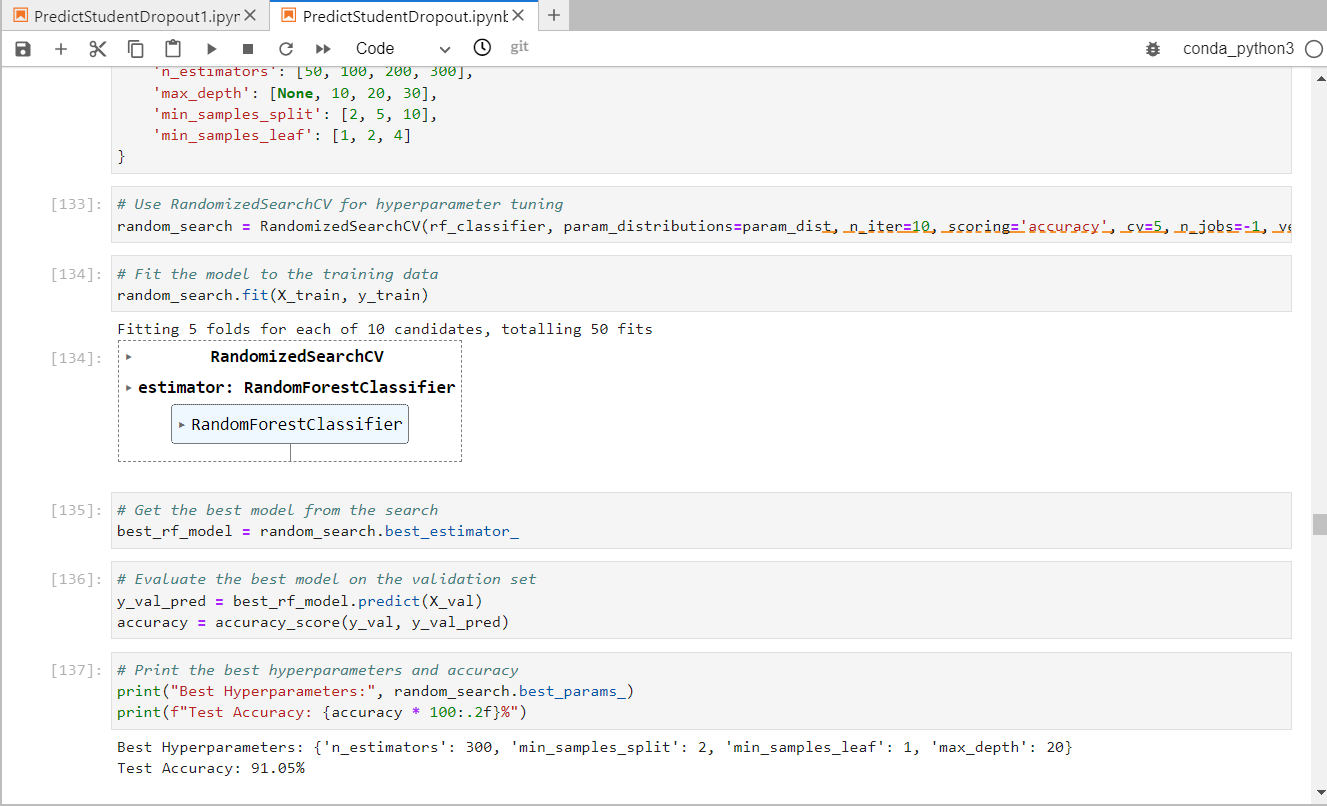 PredictStudentDropout1.ipyn
PredictStudentDropout.ipynb
Code
git
conda_python3
'n_estimators': [50, 100, 200, 300],
'max_depth': [None, 10, 20, 30],
'min_samples_split': [2, 5, 10],
'min_samples_leaf': [1, 2, 4]
}
[133]:
# Use RandomizedSearchCV for hyperparameter tuning
random_search = RandomizedSearchCV(rf_classifier, param_distributions=param_dist, n_iter=10, scoring='accuracy', cv=5, n_jobs=-1, ve
[134]:
# Fit the model to the training data
random_search.fit(X_train, y_train)
Fitting 5 folds for each of 10 candidates, totalling 50 fits
[134]:
RandomizedSearchCV
estimator: RandomForestClassifier
RandomForestClassifier
[135]:
# Get the best model from the search
best_rf_model = random_search.best_estimator_
[136]:
# Evaluate the best model on the validation set
y_val_pred = best_rf_model.predict(X_val)
accuracy = accuracy_score(y_val, y_val_pred)
[137]:
# Print the best hyperparameters and accuracy
print("Best Hyperparameters:", random_search.best_params_)
print(f"Test Accuracy: {accuracy * 100:.2f}%")
Best Hyperparameters: {'n_estimators': 300, 'min_samples_split': 2, 'min_samples_leaf': 1, 'max_depth': 20}
Test Accuracy: 91.05%